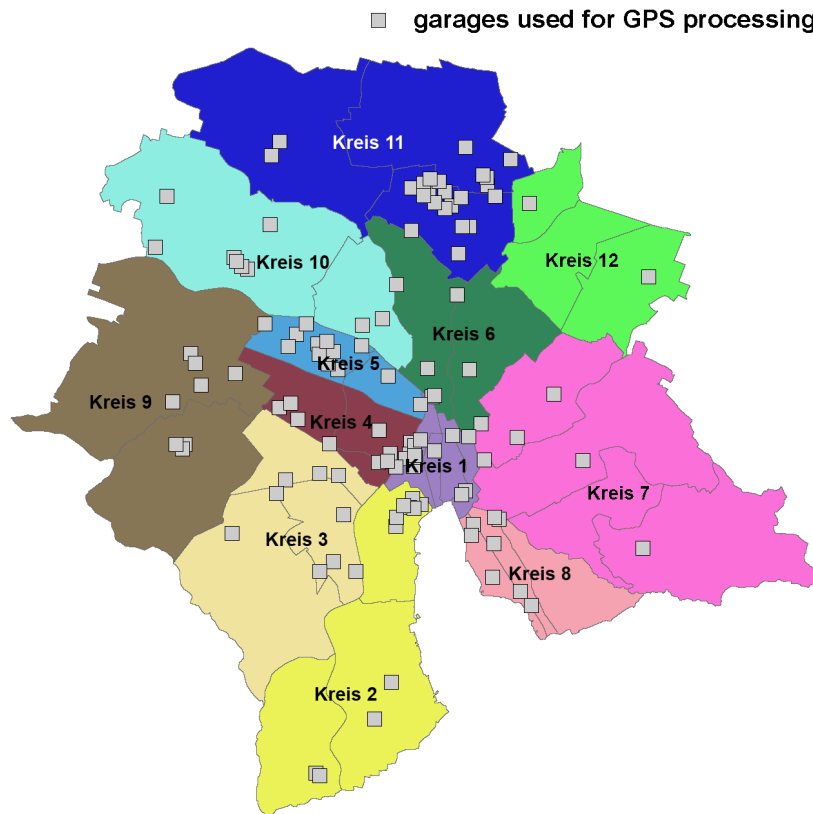 garages used for GPS processing
Kreis 11
Kreis 10
Kreis 12
Kreis 6
Kreis 5
Kreis 9
Kreis 4
Kreis 1
Kreis 7
Kreis 3
Kreis 8
Kreis 2